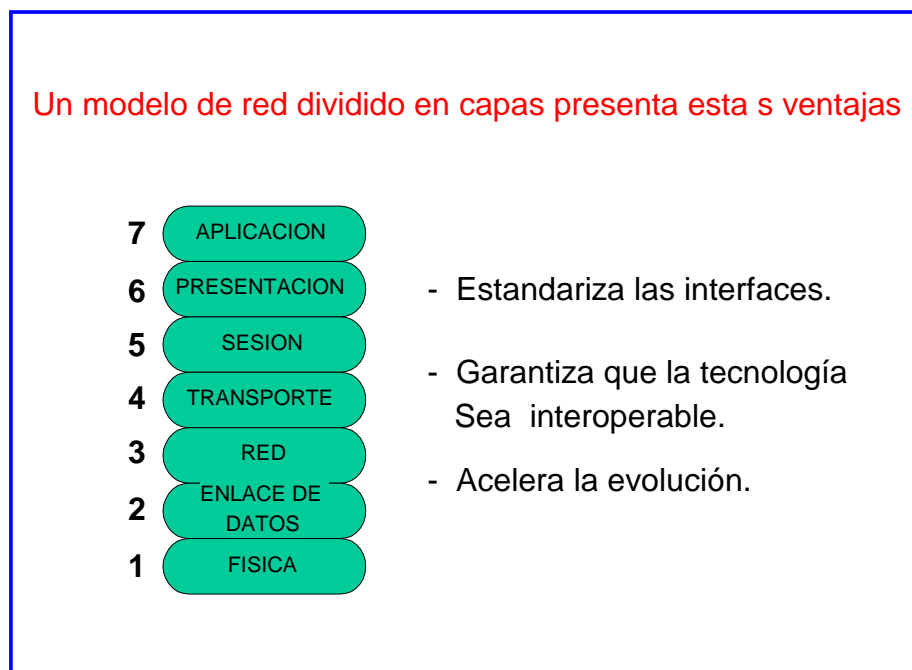 Un modelo de red dividido en capas presenta esta s ventajas
7 APLICACION
6 PRESENTACION
5 SESION
4 TRANSPORTE
3 RED
2 ENLACE DE
DATOS
1 FISICA
- Estandariza las interfaces.
- Garantiza que la tecnología
Sea interoperable.
- Acelera la evolución.